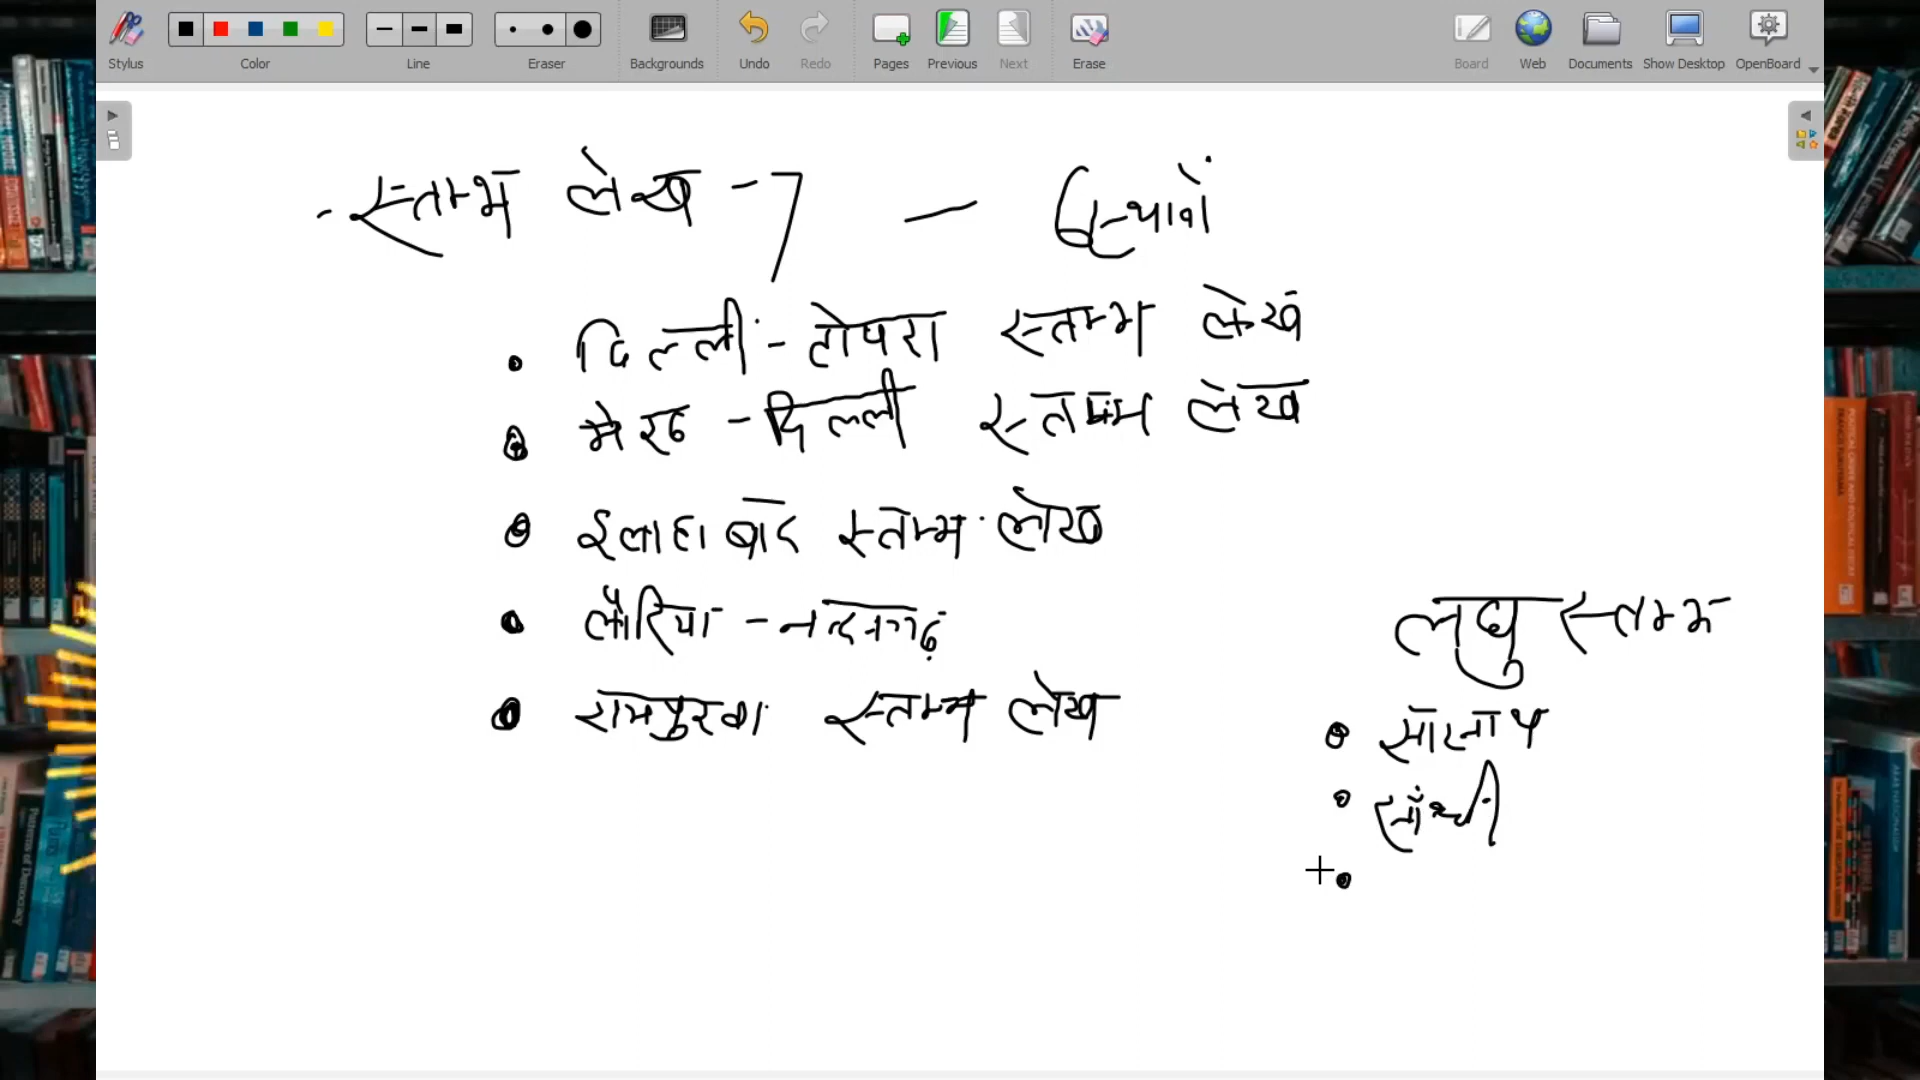 Stylus Color Line Eraser Backgrounds Undo Redo Pages Previous Next Erase Board Web Documents Show Desktop OpenBoard
स्तम्भ लेख - 7 — 6 स्थानों
दिल्ली - टोपरा स्तम्भ लेख
मेरठ - दिल्ली स्तम्भ लेख
इलाहाबाद स्तम्भ लेख
लौरिया - नन्दनगढ़
रामपुरवा स्तम्भ लेख
लघु स्तम्भ
सारनाथ
साँची